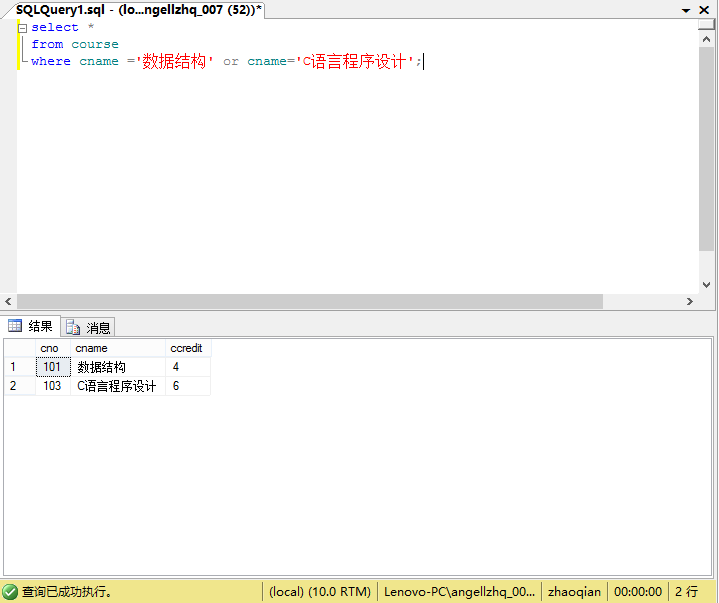 SQLQuery1.sql - (lo...ngellzhq_007 (52))*
select *
from course
where cname ='数据结构' or cname='C语言程序设计';
结果 消息
cno cname ccredit
1 101 数据结构 4
2 103 C语言程序设计 6
查询已成功执行。 (local) (10.0 RTM) Lenovo-PC\angellzhq_00... zhaoqian 00:00:00 2 行